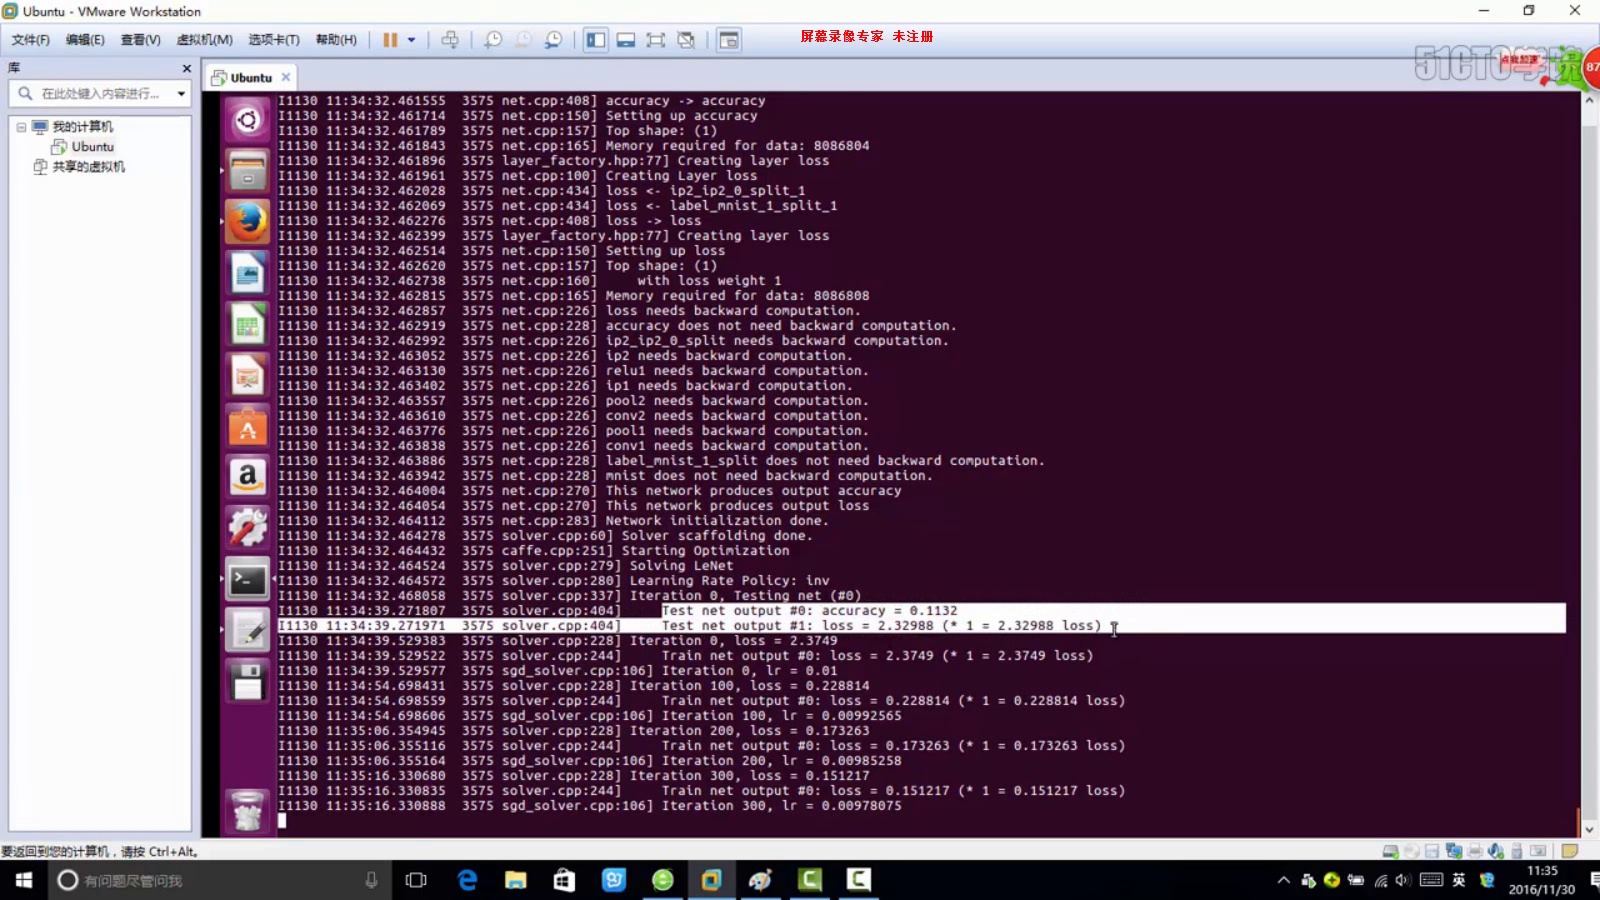 Ubuntu - VMware Workstation
文件(F) 编辑(E) 查看(V) 虚拟机(M) 选项卡(T) 帮助(H)
屏幕录像专家 未注册
51CTO学院
点我加速
87
库
在此处键入内容进行...
我的计算机
Ubuntu
共享的虚拟机
Ubuntu
I1130 11:34:32.461555 3575 net.cpp:408] accuracy -> accuracy
I1130 11:34:32.461714 3575 net.cpp:150] Setting up accuracy
I1130 11:34:32.461789 3575 net.cpp:157] Top shape: (1)
I1130 11:34:32.461843 3575 net.cpp:165] Memory required for data: 8086804
I1130 11:34:32.461896 3575 layer_factory.hpp:77] Creating layer loss
I1130 11:34:32.461961 3575 net.cpp:100] Creating Layer loss
I1130 11:34:32.462028 3575 net.cpp:434] loss <- ip2_ip2_0_split_1
I1130 11:34:32.462069 3575 net.cpp:434] loss <- label_mnist_1_split_1
I1130 11:34:32.462276 3575 net.cpp:408] loss -> loss
I1130 11:34:32.462399 3575 layer_factory.hpp:77] Creating layer loss
I1130 11:34:32.462514 3575 net.cpp:150] Setting up loss
I1130 11:34:32.462620 3575 net.cpp:157] Top shape: (1)
I1130 11:34:32.462738 3575 net.cpp:160] with loss weight 1
I1130 11:34:32.462815 3575 net.cpp:165] Memory required for data: 8086808
I1130 11:34:32.462857 3575 net.cpp:226] loss needs backward computation.
I1130 11:34:32.462919 3575 net.cpp:228] accuracy does not need backward computation.
I1130 11:34:32.462992 3575 net.cpp:226] ip2_ip2_0_split needs backward computation.
I1130 11:34:32.463052 3575 net.cpp:226] ip2 needs backward computation.
I1130 11:34:32.463130 3575 net.cpp:226] relu1 needs backward computation.
I1130 11:34:32.463402 3575 net.cpp:226] ip1 needs backward computation.
I1130 11:34:32.463557 3575 net.cpp:226] pool2 needs backward computation.
I1130 11:34:32.463610 3575 net.cpp:226] conv2 needs backward computation.
I1130 11:34:32.463776 3575 net.cpp:226] pool1 needs backward computation.
I1130 11:34:32.463838 3575 net.cpp:226] conv1 needs backward computation.
I1130 11:34:32.463886 3575 net.cpp:228] label_mnist_1_split does not need backward computation.
I1130 11:34:32.463942 3575 net.cpp:228] mnist does not need backward computation.
I1130 11:34:32.464004 3575 net.cpp:270] This network produces output accuracy
I1130 11:34:32.464054 3575 net.cpp:270] This network produces output loss
I1130 11:34:32.464112 3575 net.cpp:283] Network initialization done.
I1130 11:34:32.464278 3575 solver.cpp:60] Solver scaffolding done.
I1130 11:34:32.464432 3575 caffe.cpp:251] Starting Optimization
I1130 11:34:32.464524 3575 solver.cpp:279] Solving LeNet
I1130 11:34:32.464572 3575 solver.cpp:280] Learning Rate Policy: inv
I1130 11:34:32.468058 3575 solver.cpp:337] Iteration 0, Testing net (#0)
I1130 11:34:39.271807 3575 solver.cpp:404] Test net output #0: accuracy = 0.1132
I1130 11:34:39.271971 3575 solver.cpp:404] Test net output #1: loss = 2.32988 (* 1 = 2.32988 loss)
I1130 11:34:39.529383 3575 solver.cpp:228] Iteration 0, loss = 2.3749
I1130 11:34:39.529522 3575 solver.cpp:244] Train net output #0: loss = 2.3749 (* 1 = 2.3749 loss)
I1130 11:34:39.529577 3575 sgd_solver.cpp:106] Iteration 0, lr = 0.01
I1130 11:34:54.698431 3575 solver.cpp:228] Iteration 100, loss = 0.228814
I1130 11:34:54.698559 3575 solver.cpp:244] Train net output #0: loss = 0.228814 (* 1 = 0.228814 loss)
I1130 11:34:54.698606 3575 sgd_solver.cpp:106] Iteration 100, lr = 0.00992565
I1130 11:35:06.354945 3575 solver.cpp:228] Iteration 200, loss = 0.173263
I1130 11:35:06.355116 3575 solver.cpp:244] Train net output #0: loss = 0.173263 (* 1 = 0.173263 loss)
I1130 11:35:06.355164 3575 sgd_solver.cpp:106] Iteration 200, lr = 0.00985258
I1130 11:35:16.330680 3575 solver.cpp:228] Iteration 300, loss = 0.151217
I1130 11:35:16.330835 3575 solver.cpp:244] Train net output #0: loss = 0.151217 (* 1 = 0.151217 loss)
I1130 11:35:16.330888 3575 sgd_solver.cpp:106] Iteration 300, lr = 0.00978075
要返回到您的计算机，请按 Ctrl+Alt。
有问题尽管问我
英
11:35
2016/11/30